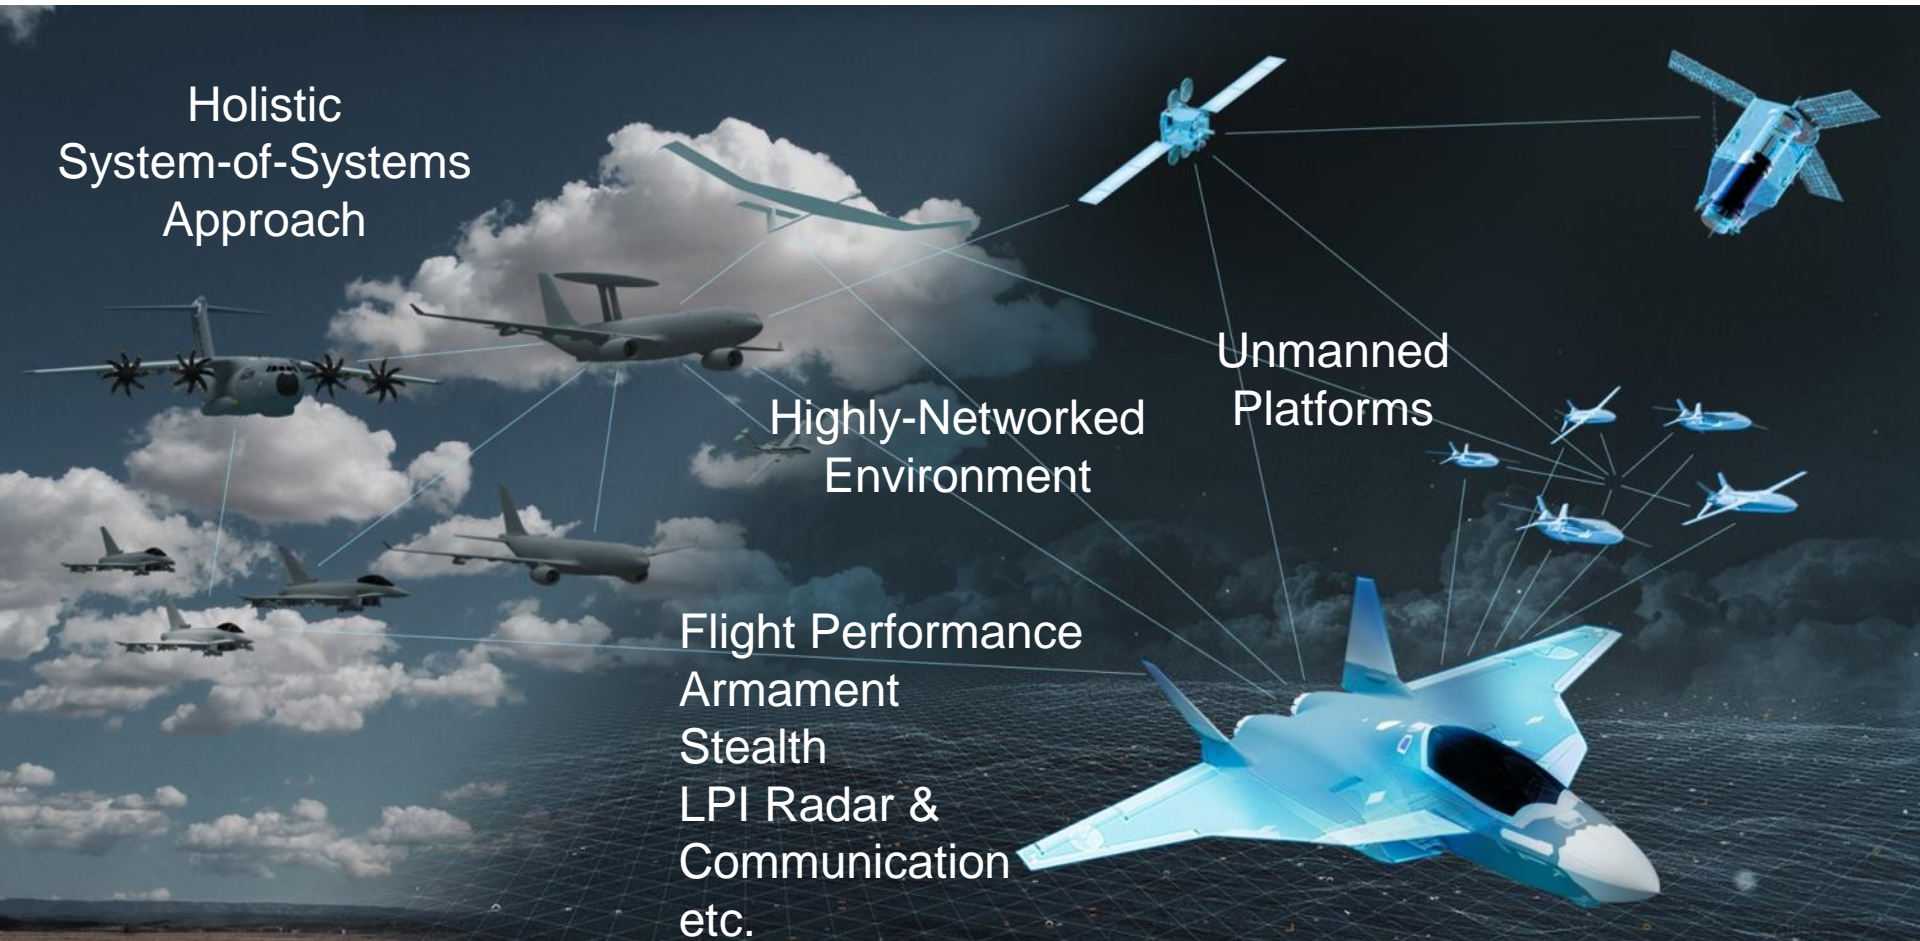 Holistic
System-of-Systems
Approach
Unmanned
Platforms
Highly-Networked
Environment
Flight Performance
Armament
Stealth
LPI Radar &
Communication
etc.